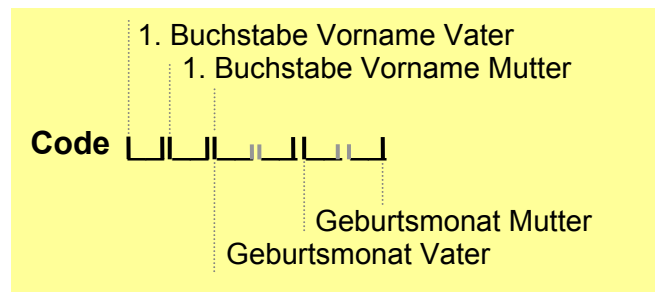 1. Buchstabe Vorname Vater
1. Buchstabe Vorname Mutter
Code
Geburtsmonat Mutter
Geburtsmonat Vater